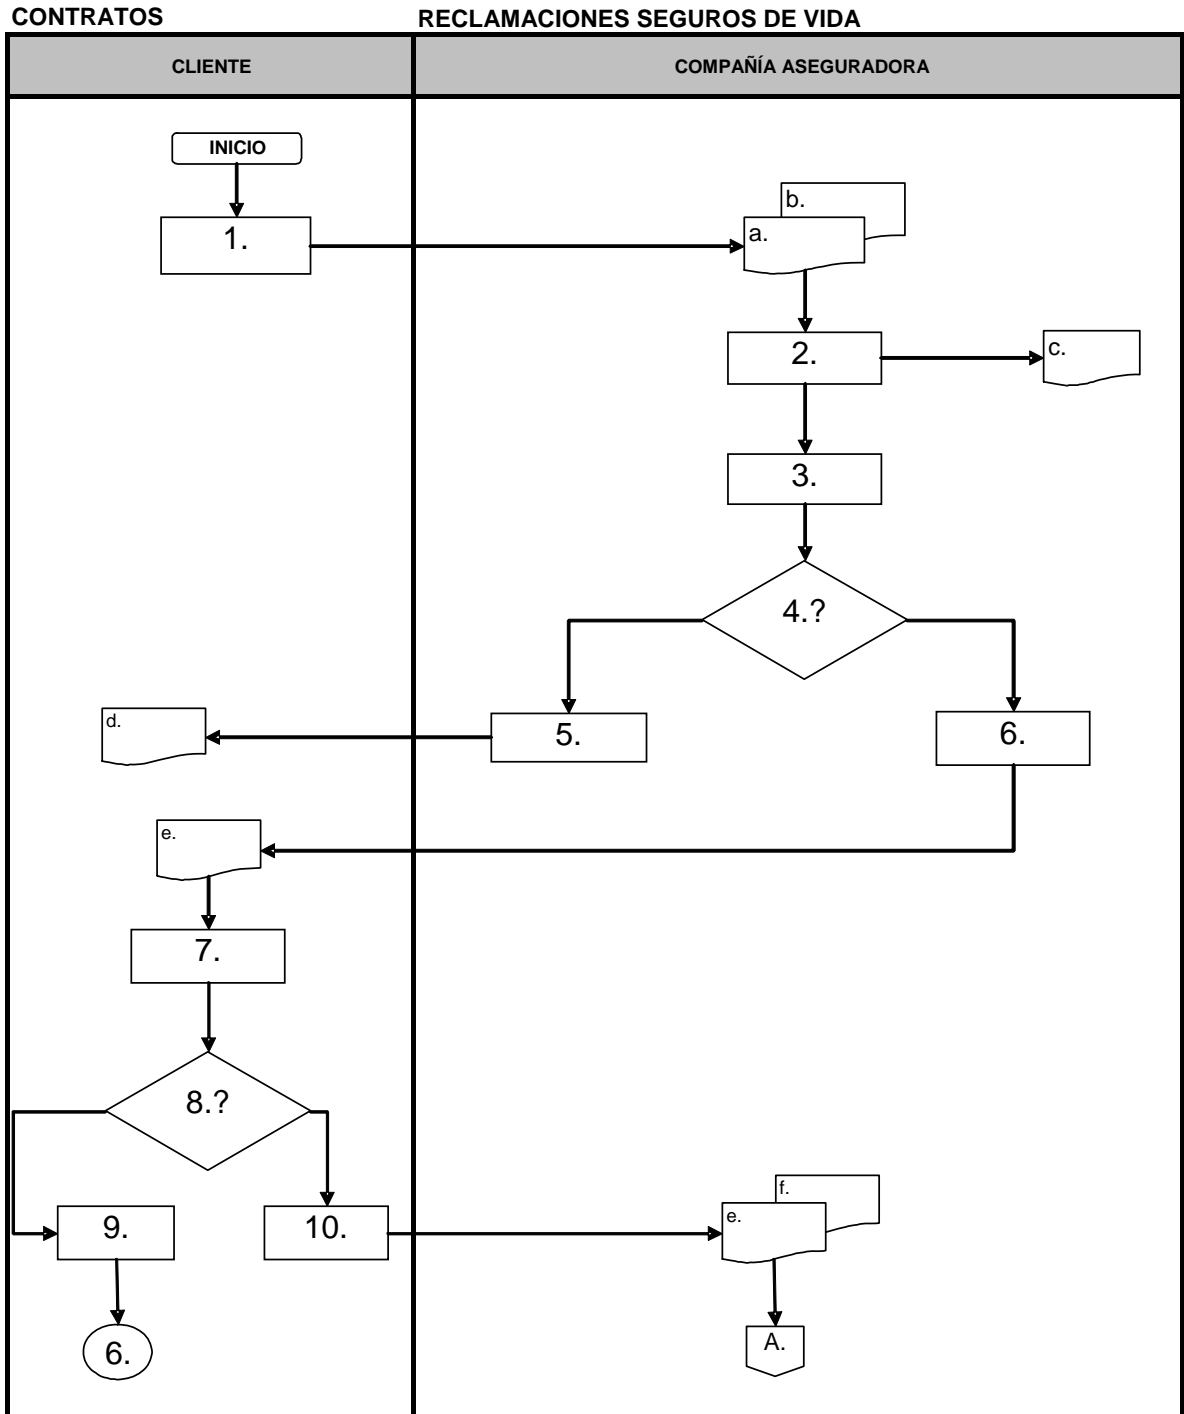 CONTRATOS
RECLAMACIONES SEGUROS DE VIDA
CLIENTE
COMPAÑÍA ASEGURADORA
INICIO
b.
1.
a.
2.
c.
3.
4.?
d.
5.
6.
e.
7.
8.?
f.
9.
10.
e.
6.
A.